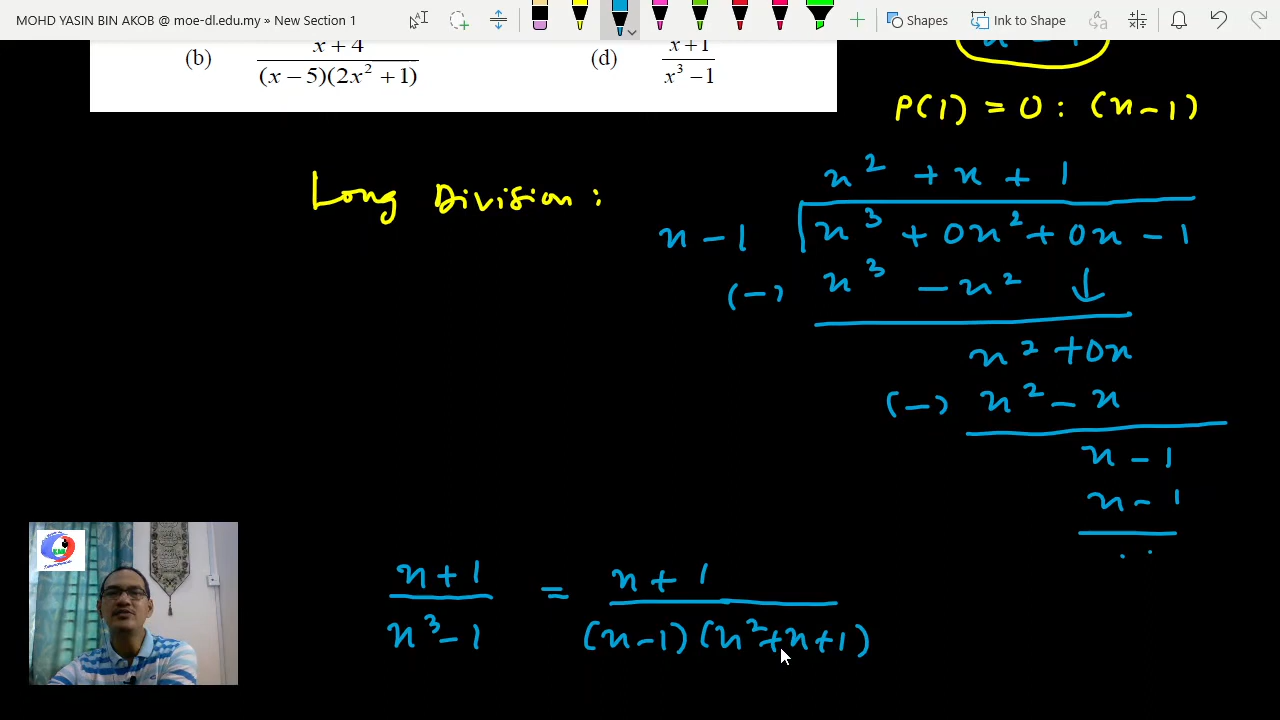 MOHD YASIN BIN AKOB @ moe-dl.edu.my » New Section 1
Shapes
Ink to Shape
(b) x + 4 / (x − 5)(2x² + 1)
(d) x + 1 / x³ − 1
P(1) = 0 : (x − 1)
Long Division :
x² + x + 1
x − 1 x³ + 0x² + 0x − 1
(−) x³ − x² ↓
x² + 0x
(−) x² − x
x − 1
x − 1
x + 1 / x³ − 1 = x + 1 / (x − 1)(x² + x + 1)